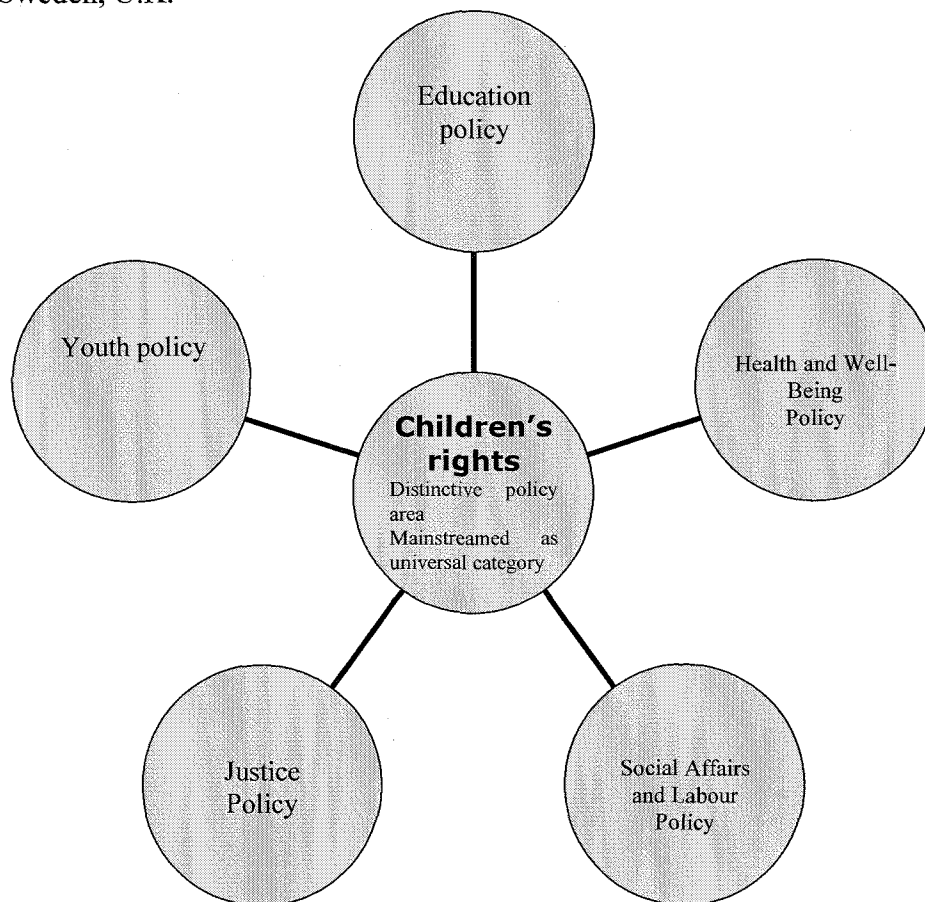 Sweden, U.K.
Education
policy
Youth policy
Health and Well-
Being
Policy
Children's
rights
Distinctive policy
area
Mainstreamed as
universal category
Justice
Policy
Social Affairs
and Labour
Policy